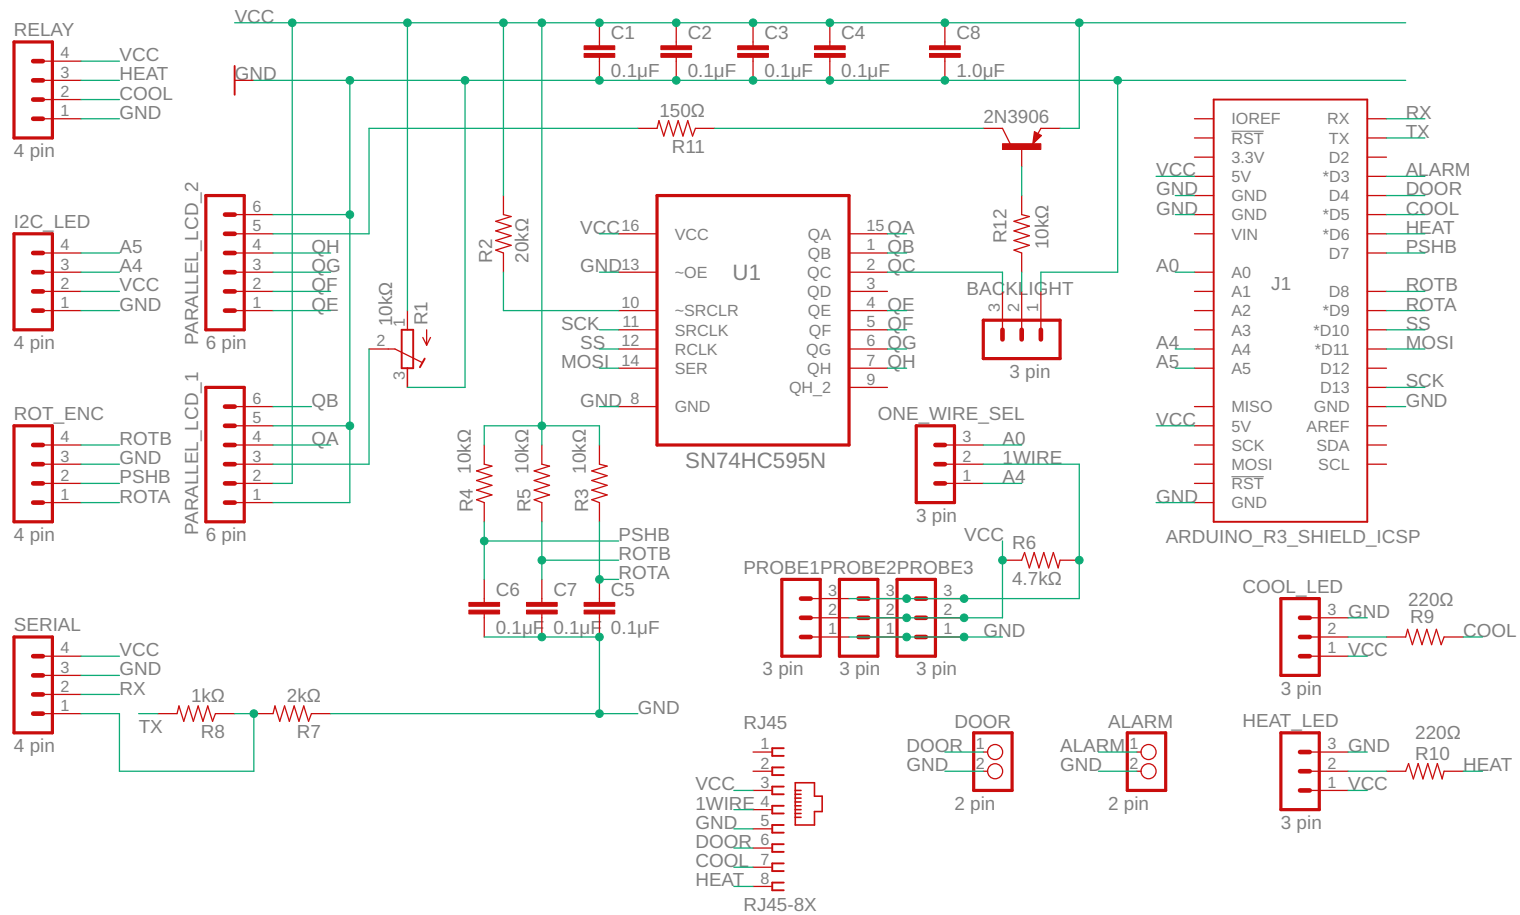 VCC
GND
C1
0.1µF
C2
0.1µF
C3
0.1µF
C4
0.1µF
C8
1.0µF
RELAY
4 VCC
3 HEAT
2 COOL
1 GND
4 pin
I2C_LED
4 A5
3 A4
2 VCC
1 GND
4 pin
ROT_ENC
4 ROTB
3 GND
2 PSHB
1 ROTA
4 pin
SERIAL
4 VCC
3 GND
2 RX
1
4 pin
TX
1kΩ
R8
2kΩ
R7
GND
PARALLEL_LCD_2
6
5
4 QH
3 QG
2 QF
1 QE
6 pin
PARALLEL_LCD_1
6 QB
5
4 QA
3
2
1
6 pin
10kΩ
R1
1
2
3
R2
20kΩ
150Ω
R11
2N3906
R12
10kΩ
BACKLIGHT
3 2 1
3 pin
U1
VCC 16 VCC
GND 13 ~OE
10 ~SRCLR
SCK 11 SRCLK
SS 12 RCLK
MOSI 14 SER
GND 8 GND
QA 15 QA
QB 1 QB
QC 2 QC
QD 3
QE 4 QE
QF 5 QF
QG 6 QG
QH 7 QH
QH_2 9
SN74HC595N
R4 10kΩ
R5 10kΩ
R3 10kΩ
PSHB
ROTB
ROTA
C6
0.1µF
C7
0.1µF
C5
0.1µF
ONE_WIRE_SEL
3 A0
2 1WIRE
1 A4
3 pin
VCC
R6
4.7kΩ
PROBE1
PROBE2
PROBE3
3 3 3
2 2 2
1 1 1 GND
3 pin
3 pin
3 pin
RJ45
1
2
VCC 3
1WIRE 4
GND 5
DOOR 6
COOL 7
HEAT 8
RJ45-8X
DOOR
DOOR 1
GND 2
2 pin
ALARM
ALARM 1
GND 2
2 pin
J1
IOREF
RST
3.3V
VCC 5V
GND GND
GND GND
VIN
A0 A0
A1
A2
A3
A4 A4
A5 A5
MISO
VCC 5V
SCK
MOSI
RST
GND GND
RX RX
TX TX
D2
*D3 ALARM
D4 DOOR
*D5 COOL
*D6 HEAT
D7 PSHB
D8 ROTB
*D9 ROTA
*D10 SS
*D11 MOSI
D12
D13 SCK
GND GND
AREF
SDA
SCL
ARDUINO_R3_SHIELD_ICSP
COOL_LED
3 GND
2
1 VCC
3 pin
220Ω
R9
COOL
HEAT_LED
3 GND
2
1 VCC
3 pin
220Ω
R10
HEAT